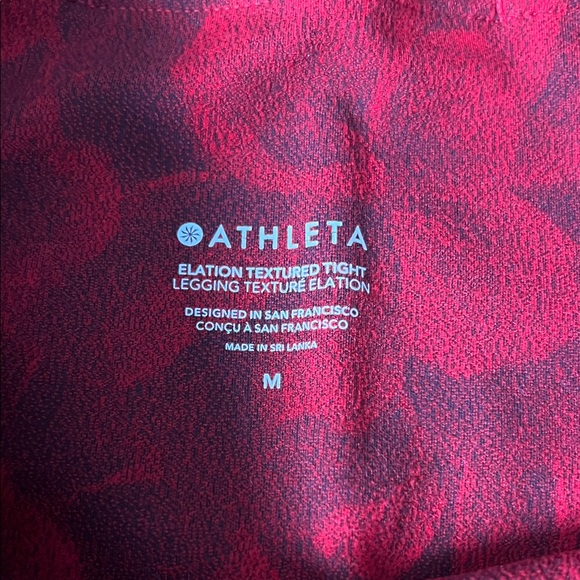 ATHLETA
ELATION TEXTURED TIGHT
LEGGING TEXTURÉ ELATION
DESIGNED IN SAN FRANCISCO
CONÇU À SAN FRANCISCO
MADE IN SRI LANKA
M